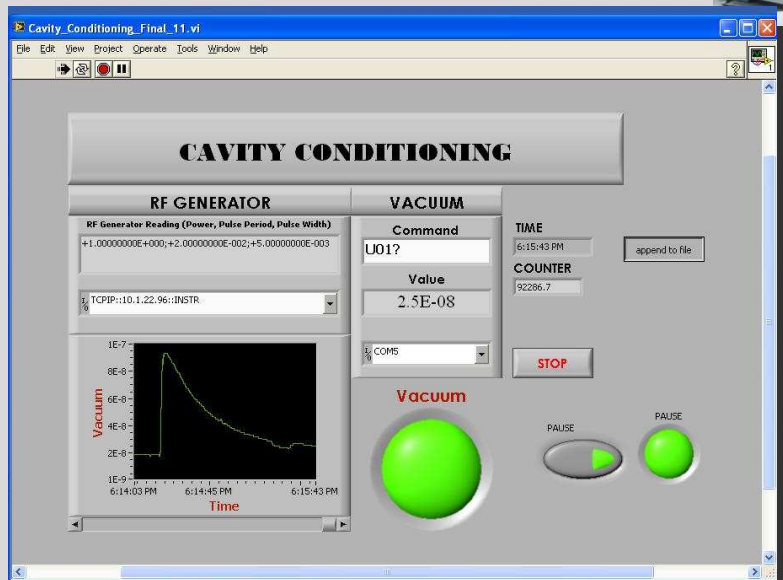 Cavity_Conditioning_Final_11.vi
File Edit View Project Operate Tools Window Help
CAVITY CONDITIONING
RF GENERATOR
RF Generator Reading (Power, Pulse Period, Pulse Width)
+1.00000000E+000;+2.00000000E-002;+5.00000000E-003
TCPIP::10.1.22.96::INSTR
VACUUM
Command
U01?
Value
2.5E-08
COM5
TIME
6:15:43 PM
COUNTER
92286.7
append to file
STOP
Vacuum
1E-7
8E-8
6E-8
4E-8
2E-8
1E-9
6:14:03 PM 6:14:45 PM 6:15:43 PM
Time
Vacuum
PAUSE
PAUSE